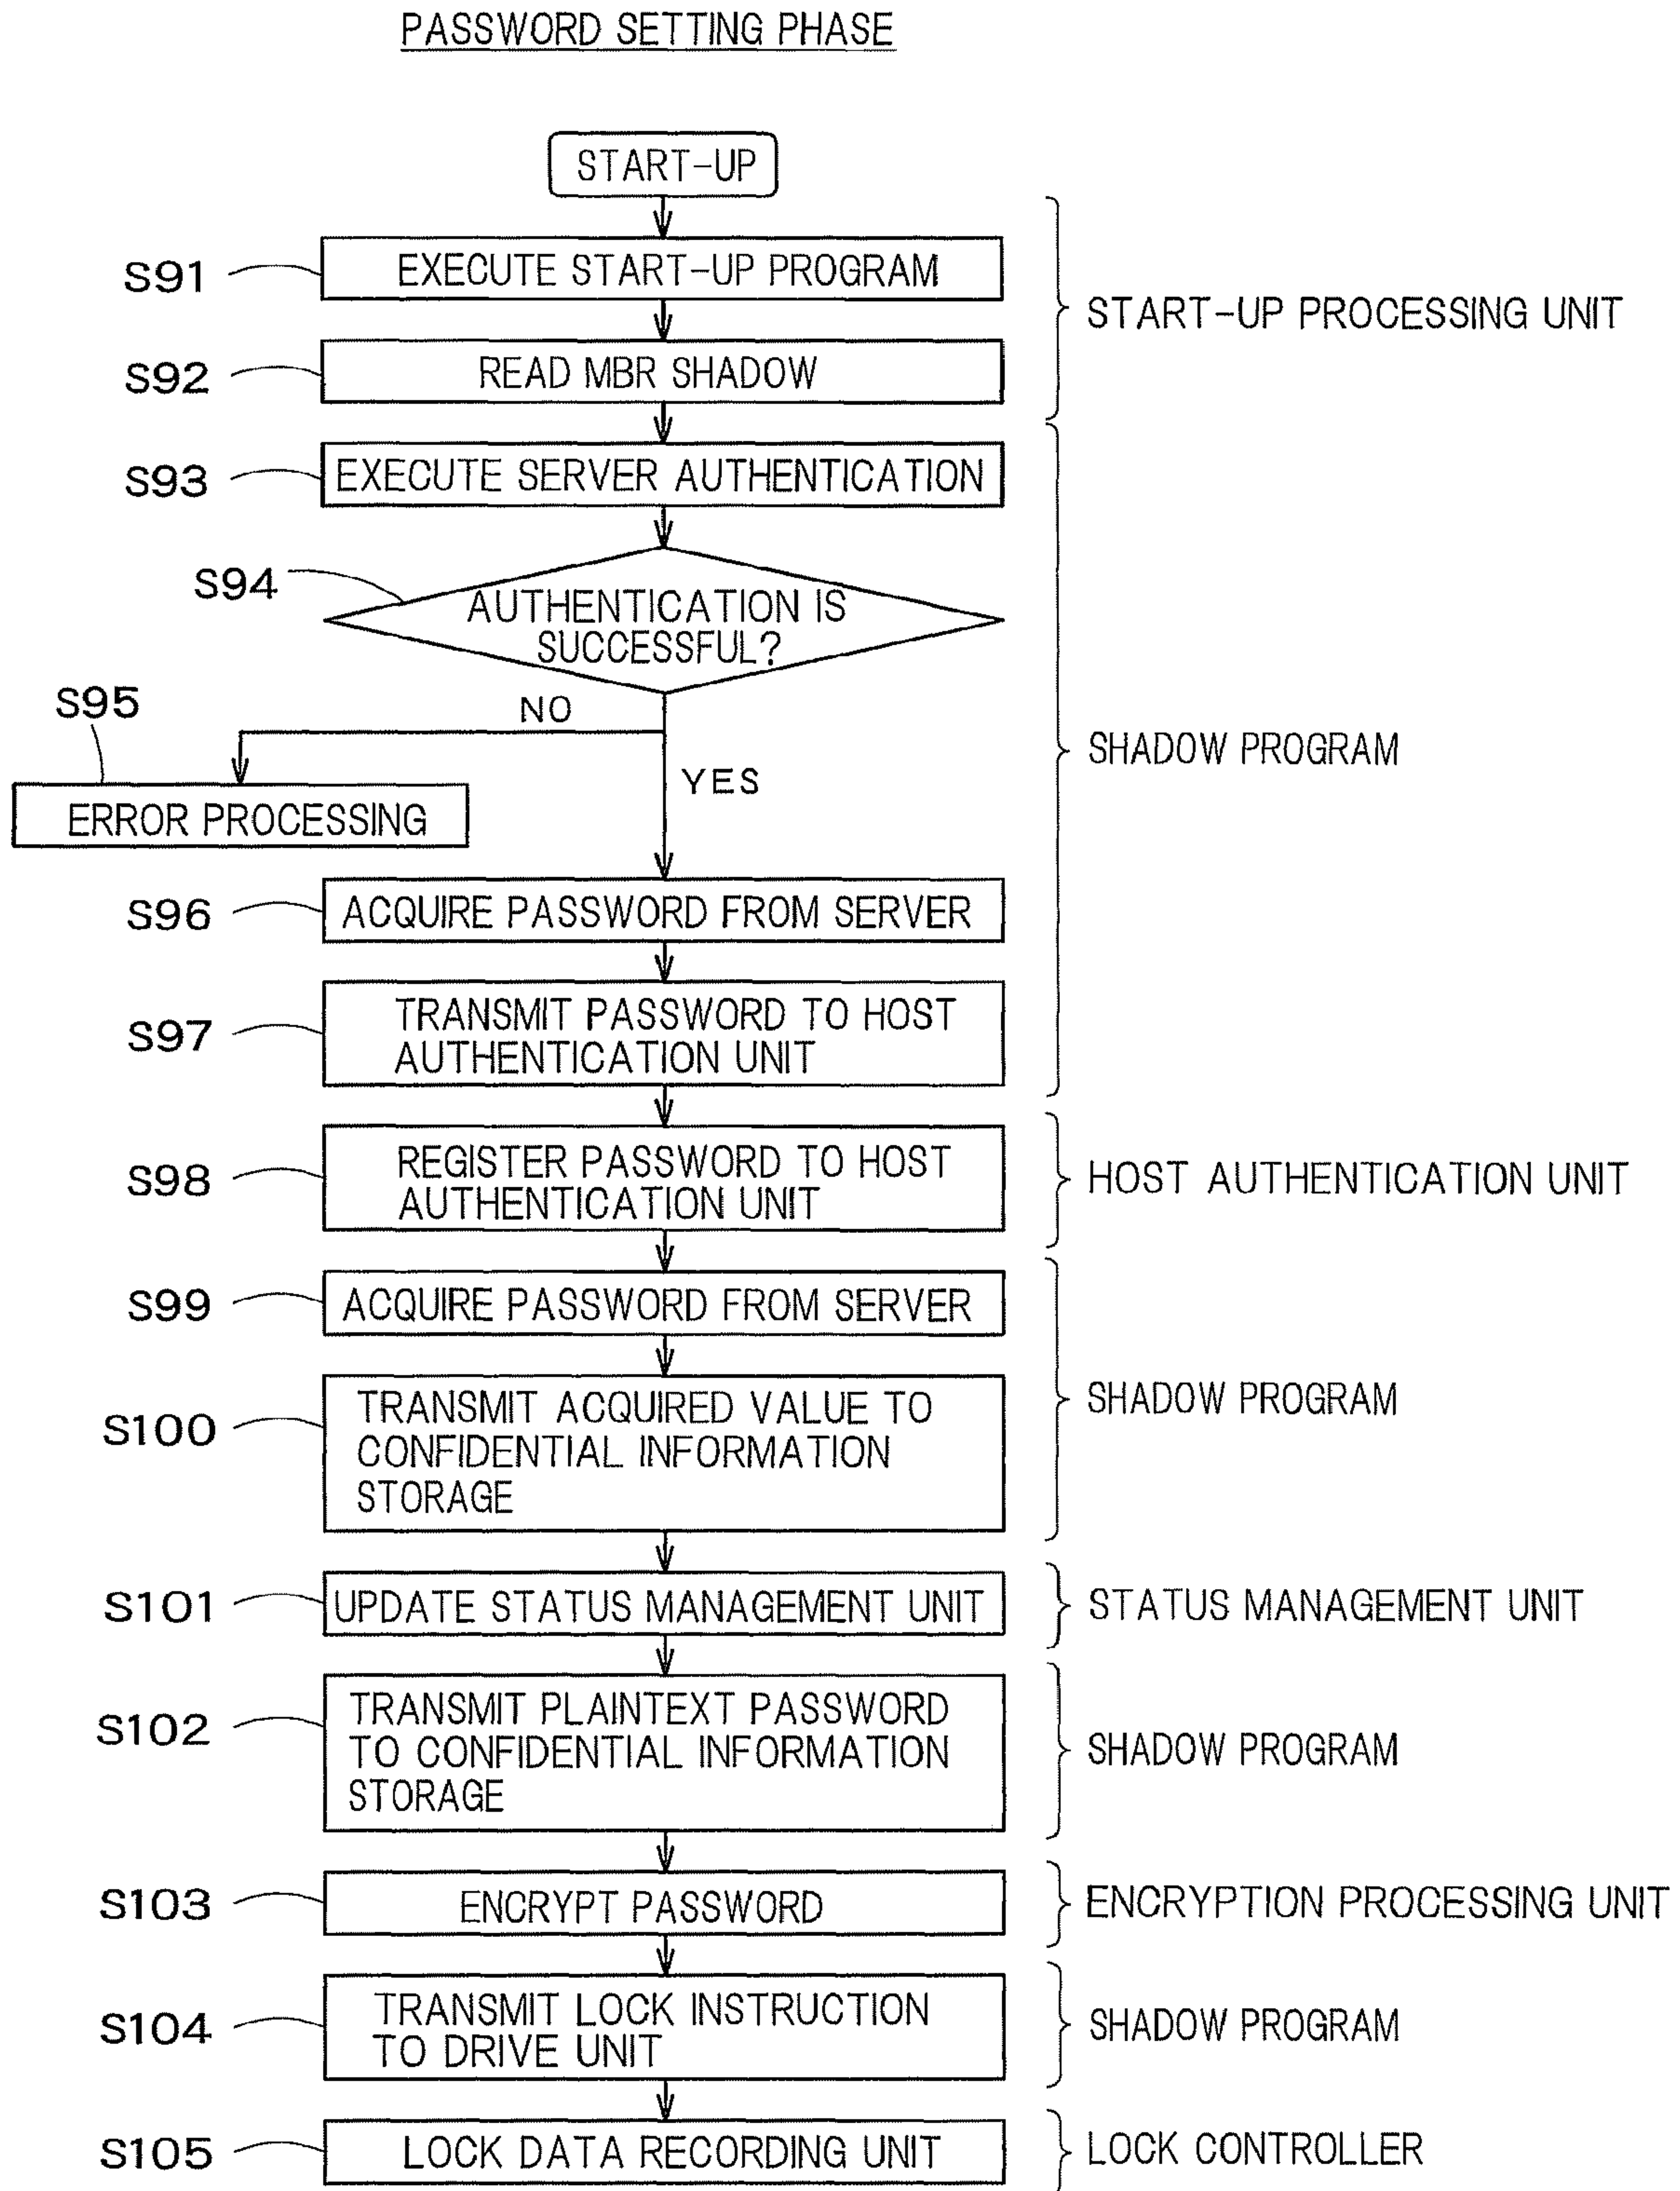 PASSWORD SETTING PHASE
START-UP
S91
EXECUTE START-UP PROGRAM
START-UP PROCESSING UNIT
S92
READ MBR SHADOW
S93
EXECUTE SERVER AUTHENTICATION
S94
AUTHENTICATION IS
SUCCESSFUL?
NO
YES
SHADOW PROGRAM
S95
ERROR PROCESSING
S96
ACQUIRE PASSWORD FROM SERVER
S97
TRANSMIT PASSWORD TO HOST
AUTHENTICATION UNIT
S98
REGISTER PASSWORD TO HOST
AUTHENTICATION UNIT
HOST AUTHENTICATION UNIT
S99
ACQUIRE PASSWORD FROM SERVER
SHADOW PROGRAM
S100
TRANSMIT ACQUIRED VALUE TO
CONFIDENTIAL INFORMATION
STORAGE
S101
UPDATE STATUS MANAGEMENT UNIT
STATUS MANAGEMENT UNIT
S102
TRANSMIT PLAINTEXT PASSWORD
TO CONFIDENTIAL INFORMATION
STORAGE
SHADOW PROGRAM
S103
ENCRYPT PASSWORD
ENCRYPTION PROCESSING UNIT
S104
TRANSMIT LOCK INSTRUCTION
TO DRIVE UNIT
SHADOW PROGRAM
S105
LOCK DATA RECORDING UNIT
LOCK CONTROLLER